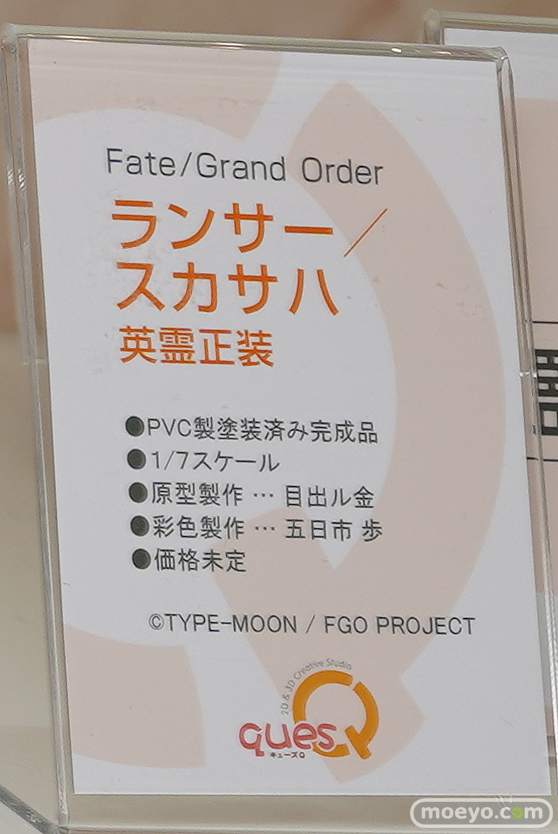 Fate/Grand Order
ランサー／
スカサハ
英霊正装
●PVC製塗装済み完成品
●1/7スケール
●原型製作 … 目出ル金
●彩色製作 … 五日市 歩
●価格未定
©TYPE-MOON / FGO PROJECT
2D & 3D Creative Studio
quesQ
キューズQ
moeyo.com